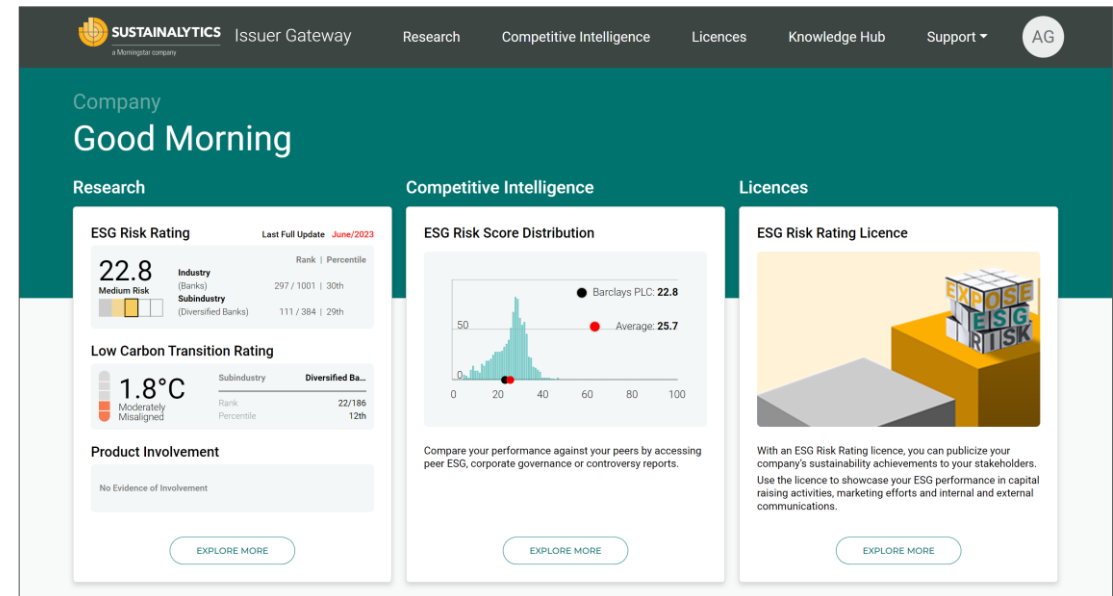 SUSTAINALYTICS
a Morningstar company
Issuer Gateway
Research
Competitive Intelligence
Licences
Knowledge Hub
Support
AG
Company
Good Morning
Research
ESG Risk Rating
Last Full Update June/2023
22.8
Medium Risk
Rank | Percentile
Industry
(Banks) 297 / 1001 | 30th
Subindustry
(Diversified Banks) 111 / 384 | 29th
Low Carbon Transition Rating
1.8°C
Moderately
Misaligned
Subindustry Diversified Ba...
Rank 22/186
Percentile 12th
Product Involvement
No Evidence of Involvement
EXPLORE MORE
Competitive Intelligence
ESG Risk Score Distribution
Barclays PLC: 22.8
50
Average: 25.7
0
0 20 40 60 80 100
Compare your performance against your peers by accessing
peer ESG, corporate governance or controversy reports.
EXPLORE MORE
Licences
ESG Risk Rating Licence
EXPOSE
ESG
RISK
With an ESG Risk Rating licence, you can publicize your
company's sustainability achievements to your stakeholders.
Use the licence to showcase your ESG performance in capital
raising activities, marketing efforts and internal and external
communications.
EXPLORE MORE